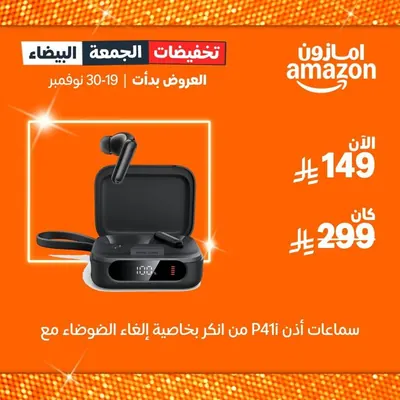 امازون
amazon
تخفيضات الجمعة البيضاء
العروض بدأت | 19-30 نوفمبر
الآن
149
كان
299
100
سماعات أذن P41i من انكر بخاصية إلغاء الضوضاء مع